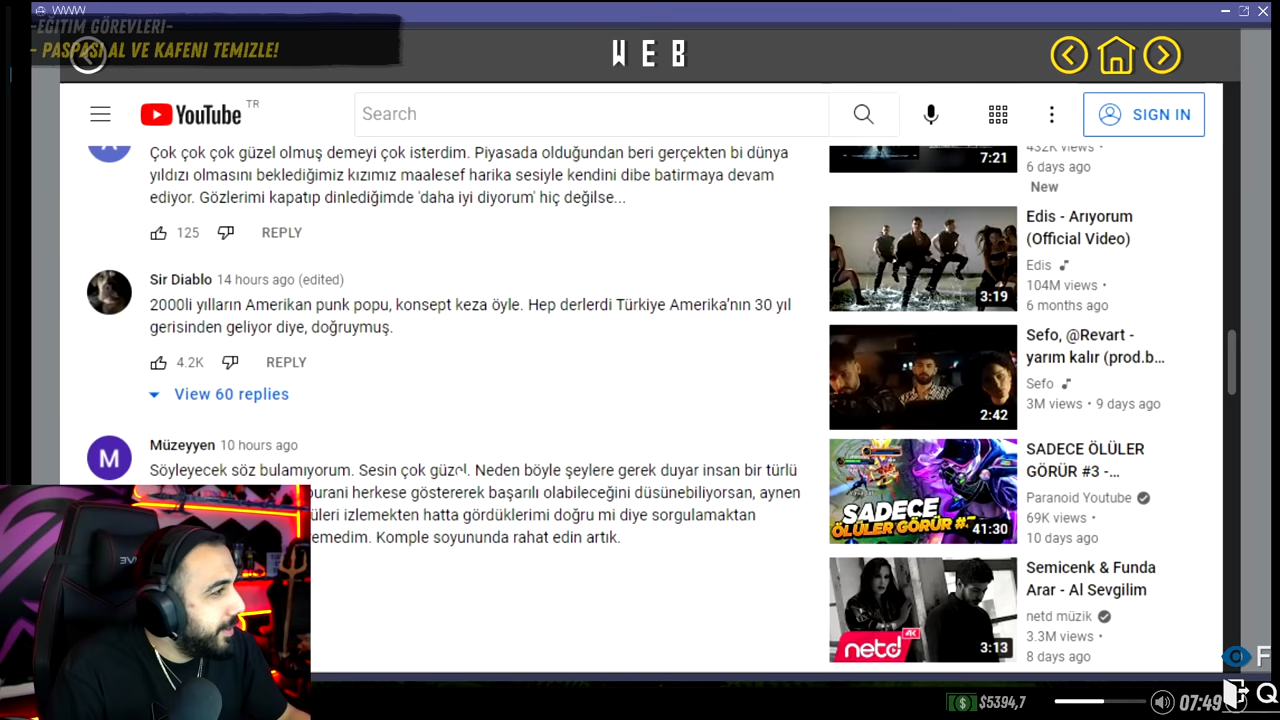 WWW
-EĞİTİM GÖREVLERİ-
- PASPASI AL VE KAFENI TEMIZLE!
WEB
YouTube TR
Search
SIGN IN
Çok çok çok güzel olmuş demeyi çok isterdim. Piyasada olduğundan beri gerçekten bi dünya
yıldızı olmasını beklediğimiz kızımız maalesef harika sesiyle kendini dibe batirmaya devam
ediyor. Gözlerimi kapatıp dinlediğimde 'daha iyi diyorum' hiç değilse...
125 REPLY
Sir Diablo 14 hours ago (edited)
2000li yılların Amerikan punk popu, konsept keza öyle. Hep derlerdi Türkiye Amerika'nın 30 yıl
gerisinden geliyor diye, doğruymuş.
4.2K REPLY
View 60 replies
M
Müzeyyen 10 hours ago
Söyleyecek söz bulamıyorum. Sesin çok güzel. Neden böyle şeylere gerek duyar insan bir türlü
burani herkese göstererek başarılı olabileceğini düsünebiliyorsan, aynen
üleri izlemekten hatta gördüklerimi doğru mi diye sorgulamaktan
emedim. Komple soyununda rahat edin artık.
7:21
432K views •
6 days ago
New
3:19
Edis - Arıyorum
(Official Video)
Edis
104M views •
6 months ago
2:42
Sefo, @Revart -
yarım kalır (prod.b...
Sefo
3M views • 9 days ago
SADECE
ÖLÜLER GÖRÜR #-
41:30
SADECE ÖLÜLER
GÖRÜR #3 -...
Paranoid Youtube
69K views •
10 days ago
netd
4K
3:13
Semicenk & Funda
Arar - Al Sevgilim
netd müzik
3.3M views •
8 days ago
F
Q
$5394,7
07:49